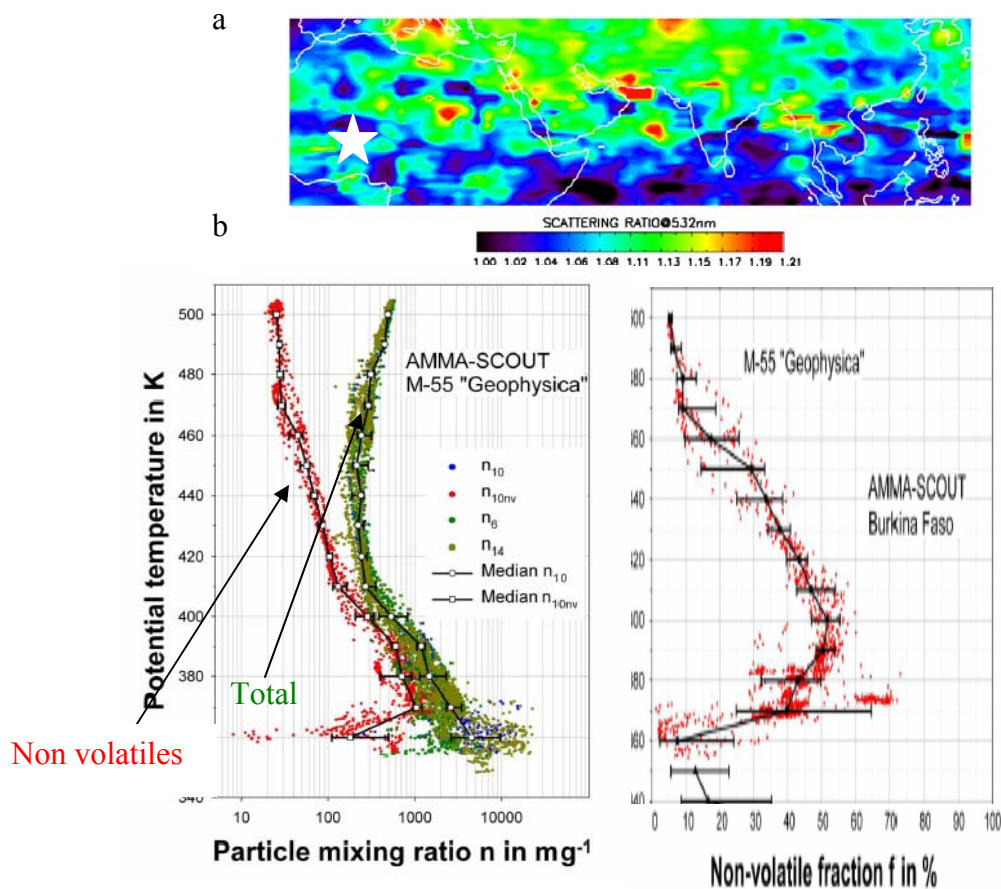 a
b
SCATTERING RATIO@532nm
1.00 1.02 1.04 1.06 1.08 1.11 1.13 1.15 1.17 1.19 1.21
500
480
460
440
420
400
380
360
340
Potential temperature in K
AMMA-SCOUT
M-55 "Geophysica"
n10
n10nv
n6
n14
Median n10
Median n10nv
Total
Non volatiles
10 100 1000 10000
Particle mixing ratio n in mg-1
M-55 "Geophysica"
AMMA-SCOUT
Burkina Faso
0 10 20 30 40 50 60 70 80 90 100
Non-volatile fraction f in %